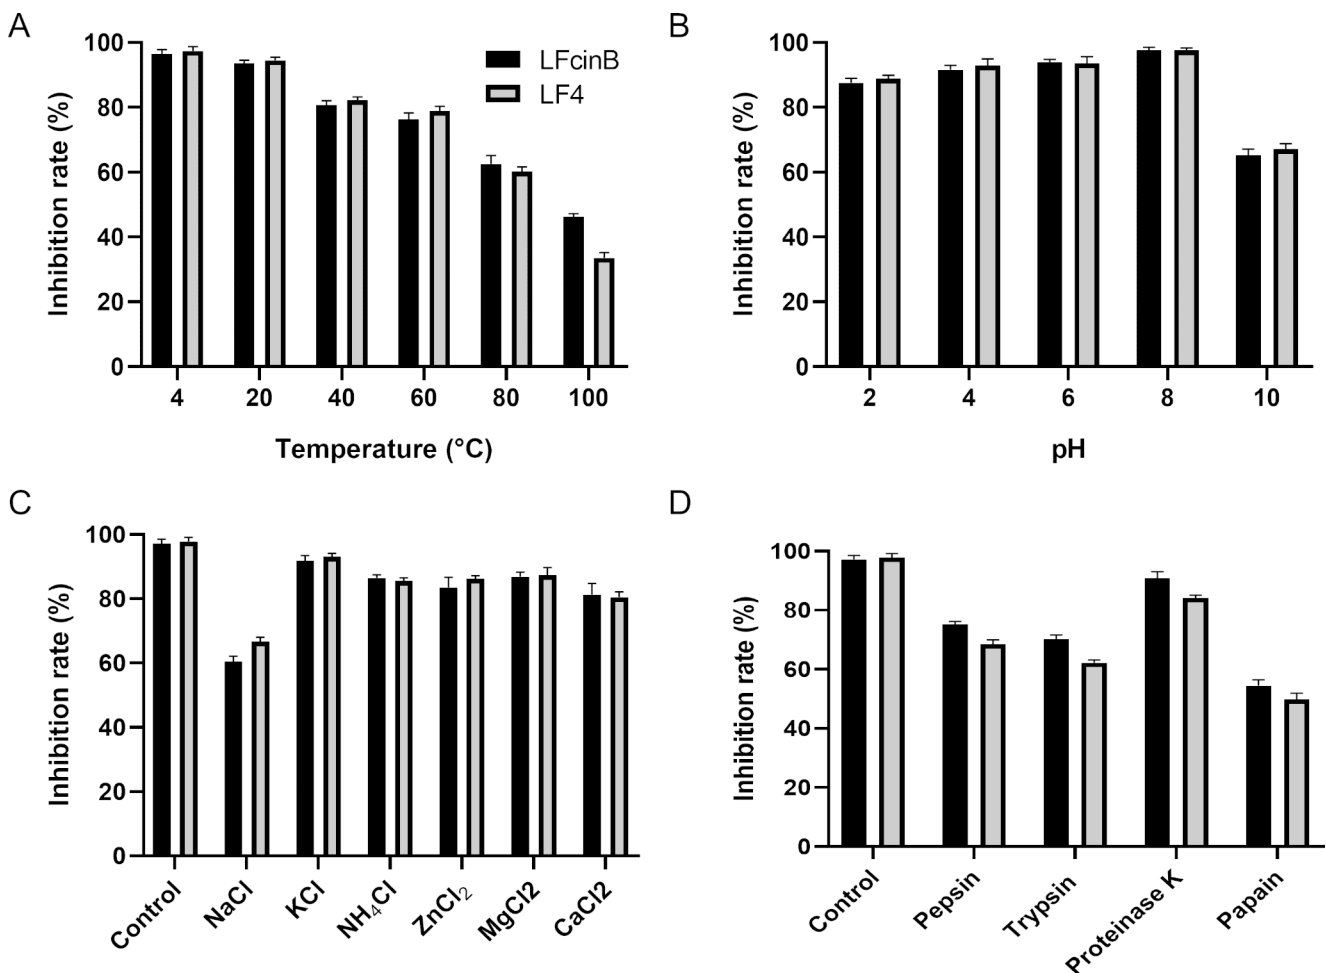 A
Inhibition rate (%)
100
80
60
40
20
0
LFcinB
LF4
4 20 40 60 80 100
Temperature (°C)
B
Inhibition rate (%)
100
80
60
40
20
0
2 4 6 8 10
pH
C
Inhibition rate (%)
100
80
60
40
20
0
Control
NaCl
KCl
NH₄Cl
ZnCl₂
MgCl2
CaCl2
D
Inhibition rate (%)
100
80
60
40
20
0
Control
Pepsin
Trypsin
Proteinase K
Papain